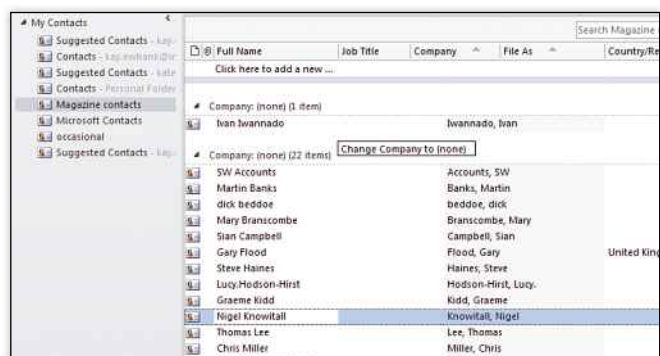 My Contacts
Suggested Contacts -
Contacts -
Suggested Contacts -
Contacts - Personal Folder
Magazine contacts
Microsoft Contacts
occasional
Suggested Contacts -
Search Magazine
Full Name Job Title Company File As Country/Re
Click here to add a new ...
Company: (none) (1 item)
Ivan Iwannado Iwannado, Ivan
Company: (none) (22 items) Change Company to (none)
SW Accounts Accounts, SW
Martin Banks Banks, Martin
dick beddoe beddoe, dick
Mary Branscombe Branscombe, Mary
Sian Campbell Campbell, Sian
Gary Flood Flood, Gary United King
Steve Haines Haines, Steve
Lucy.Hodson-Hirst Hodson-Hirst, Lucy.
Graeme Kidd Kidd, Graeme
Nigel Knowitall Knowitall, Nigel
Thomas Lee Lee, Thomas
Chris Miller Miller, Chris